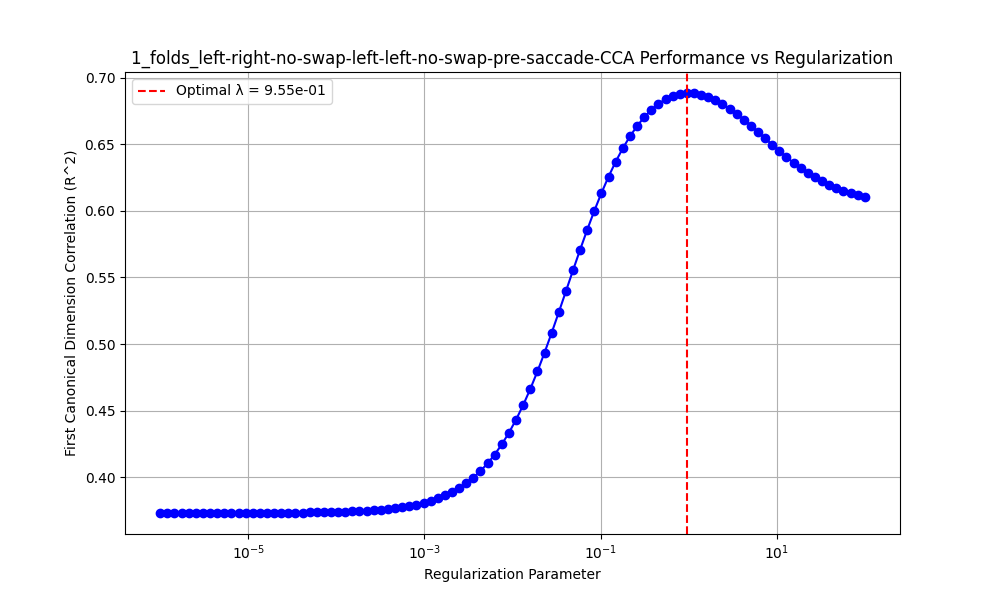 1_folds_left-right-no-swap-left-left-no-swap-pre-saccade-CCA Performance vs Regularization
Optimal λ = 9.55e-01
First Canonical Dimension Correlation (R^2)
0.70
0.65
0.60
0.55
0.50
0.45
0.40
10⁻⁵ 10⁻³ 10⁻¹ 10¹
Regularization Parameter